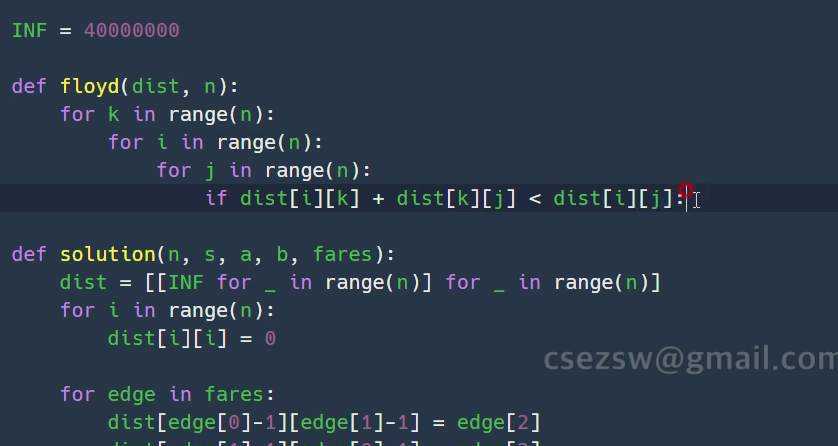 INF = 40000000
def floyd(dist, n):
for k in range(n):
for i in range(n):
for j in range(n):
if dist[i][k] + dist[k][j] < dist[i][j]:
def solution(n, s, a, b, fares):
dist = [[INF for _ in range(n)] for _ in range(n)]
for i in range(n):
dist[i][i] = 0
csezsw@gmail.com
for edge in fares:
dist[edge[0]-1][edge[1]-1] = edge[2]